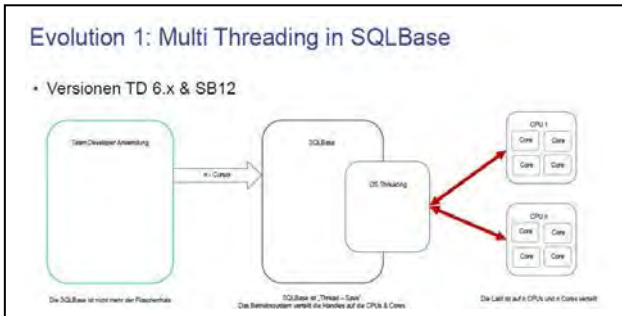 Evolution 1: Multi Threading in SQLBase
• Versionen TD 6.x & SB12
Team Developer Anwendung
n - Cursor
SQLBase
OS Threading
CPU 1
Core Core
Core Core
CPU n
Core Core
Core Core
Die SQLBase ist nicht mehr der Flaschenhals
SQLBase ist „Thread – Save“
Das Betriebssystem verteilt die Handles auf die CPUs & Cores
Die Last ist auf n CPUs und n Cores verteilt